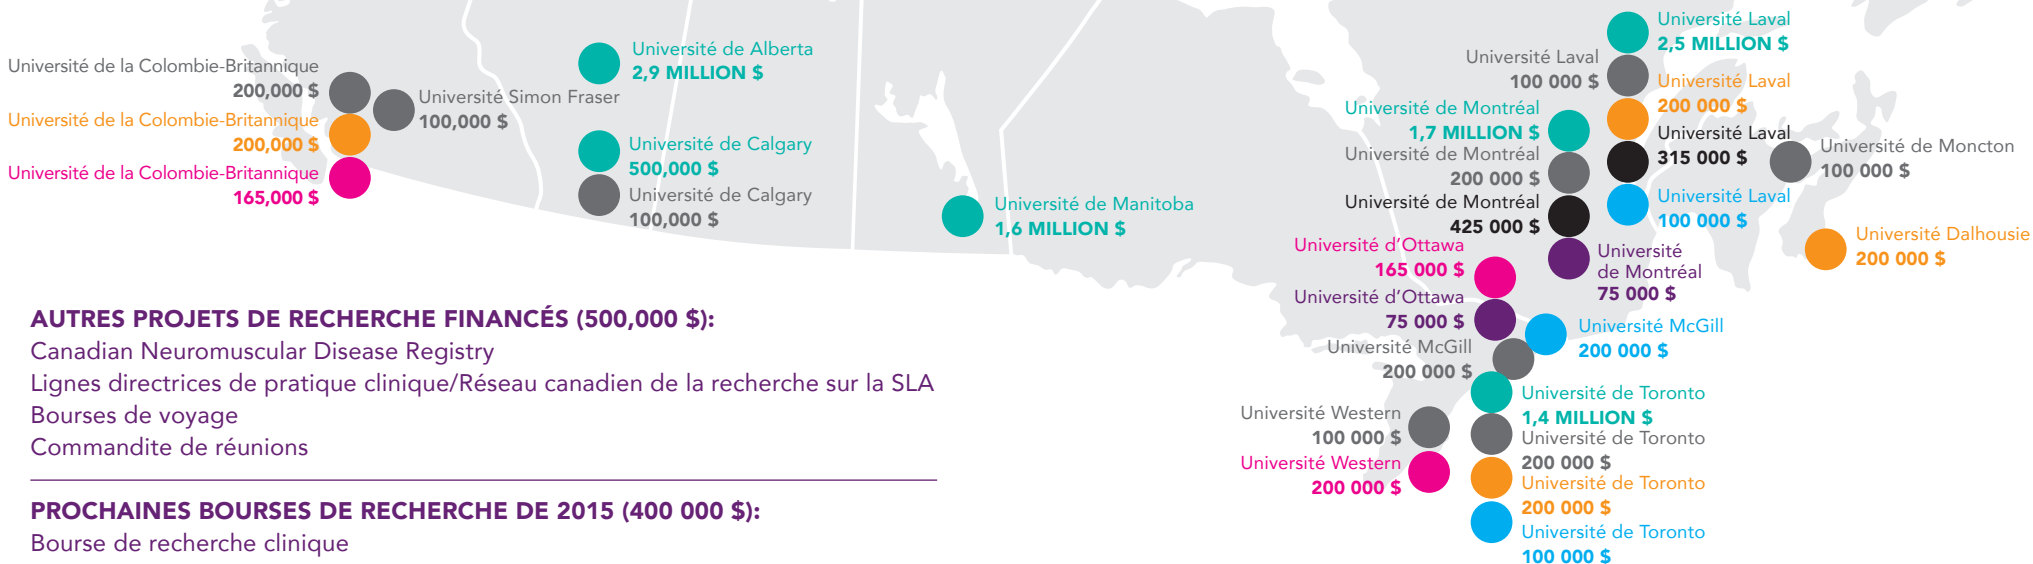 Université de la Colombie-Britannique
200,000 $
Université de la Colombie-Britannique
200,000 $
Université de la Colombie-Britannique
165,000 $
Université Simon Fraser
100,000 $
Université de Alberta
2,9 MILLION $
Université de Calgary
500,000 $
Université de Calgary
100,000 $
Université de Manitoba
1,6 MILLION $
Université Laval
2,5 MILLION $
Université Laval
100 000 $
Université Laval
200 000 $
Université Laval
315 000 $
Université Laval
100 000 $
Université de Montréal
1,7 MILLION $
Université de Montréal
200 000 $
Université de Montréal
425 000 $
Université
de Montréal
75 000 $
Université de Moncton
100 000 $
Université Dalhousie
200 000 $
Université d'Ottawa
165 000 $
Université d'Ottawa
75 000 $
Université McGill
200 000 $
Université McGill
200 000 $
Université de Toronto
1,4 MILLION $
Université de Toronto
200 000 $
Université de Toronto
200 000 $
Université de Toronto
100 000 $
Université Western
100 000 $
Université Western
200 000 $
AUTRES PROJETS DE RECHERCHE FINANCÉS (500,000 $):
Canadian Neuromuscular Disease Registry
Lignes directrices de pratique clinique/Réseau canadien de la recherche sur la SLA
Bourses de voyage
Commandite de réunions
PROCHAINES BOURSES DE RECHERCHE DE 2015 (400 000 $):
Bourse de recherche clinique